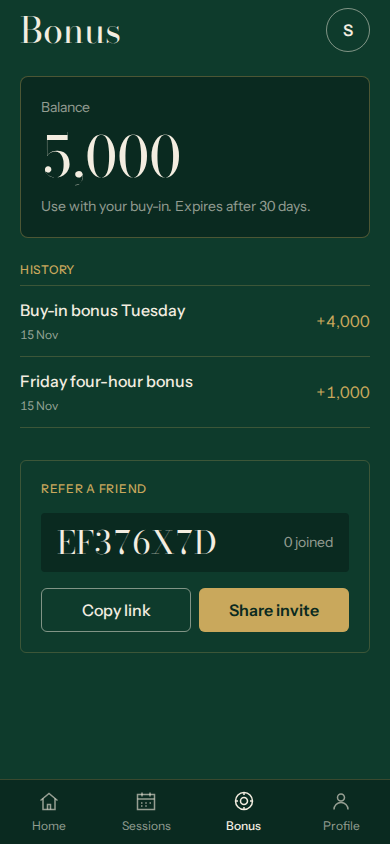 Bonus
S
Balance
5,000
Use with your buy-in. Expires after 30 days.
HISTORY
Buy-in bonus Tuesday
15 Nov
+4,000
Friday four-hour bonus
15 Nov
+1,000
REFER A FRIEND
EF376X7D
0 joined
Copy link
Share invite
Home
Sessions
Bonus
Profile